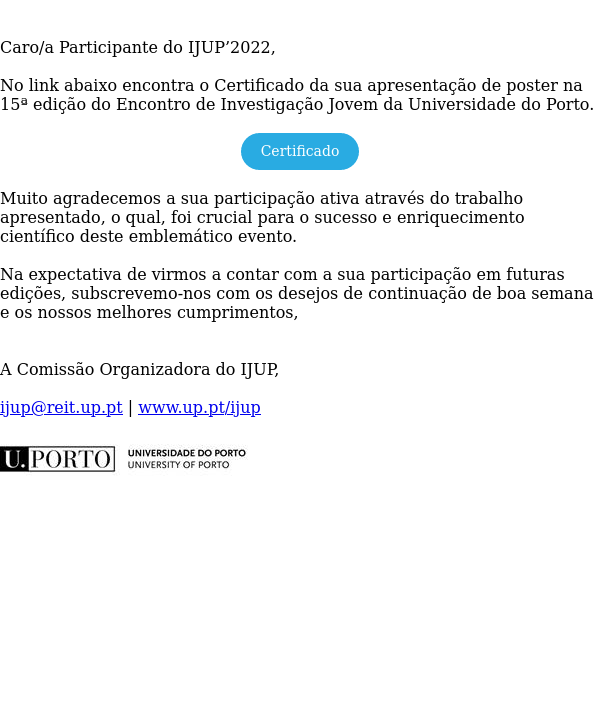 Caro/a Participante do IJUP’2022,
No link abaixo encontra o Certificado da sua apresentação de poster na
15ª edição do Encontro de Investigação Jovem da Universidade do Porto.
Certificado
Muito agradecemos a sua participação ativa através do trabalho
apresentado, o qual, foi crucial para o sucesso e enriquecimento
científico deste emblemático evento.
Na expectativa de virmos a contar com a sua participação em futuras
edições, subscrevemo-nos com os desejos de continuação de boa semana
e os nossos melhores cumprimentos,
A Comissão Organizadora do IJUP,
ijup@reit.up.pt | www.up.pt/ijup
U. PORTO UNIVERSIDADE DO PORTO
UNIVERSITY OF PORTO